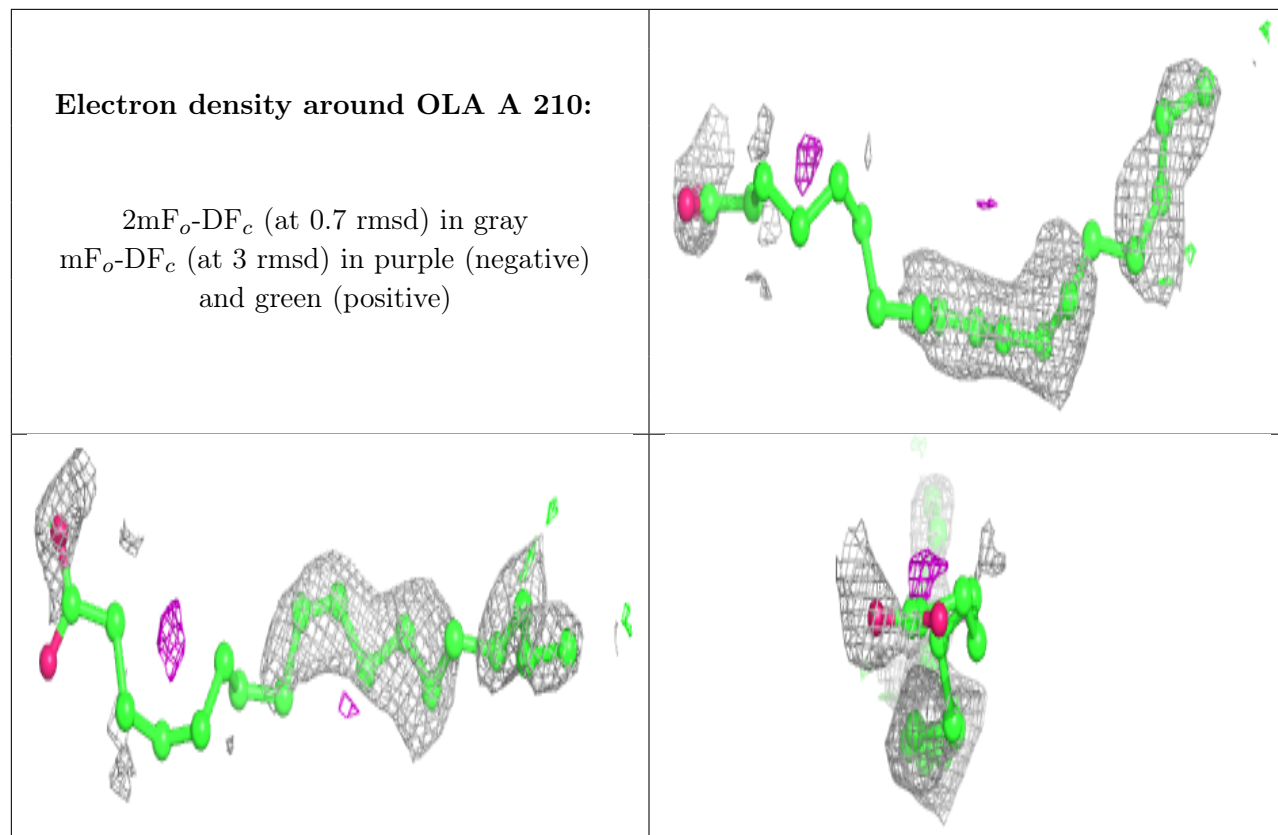 Electron density around OLA A 210:
2mFₒ-DF𝒸 (at 0.7 rmsd) in gray
mFₒ-DF𝒸 (at 3 rmsd) in purple (negative)
and green (positive)